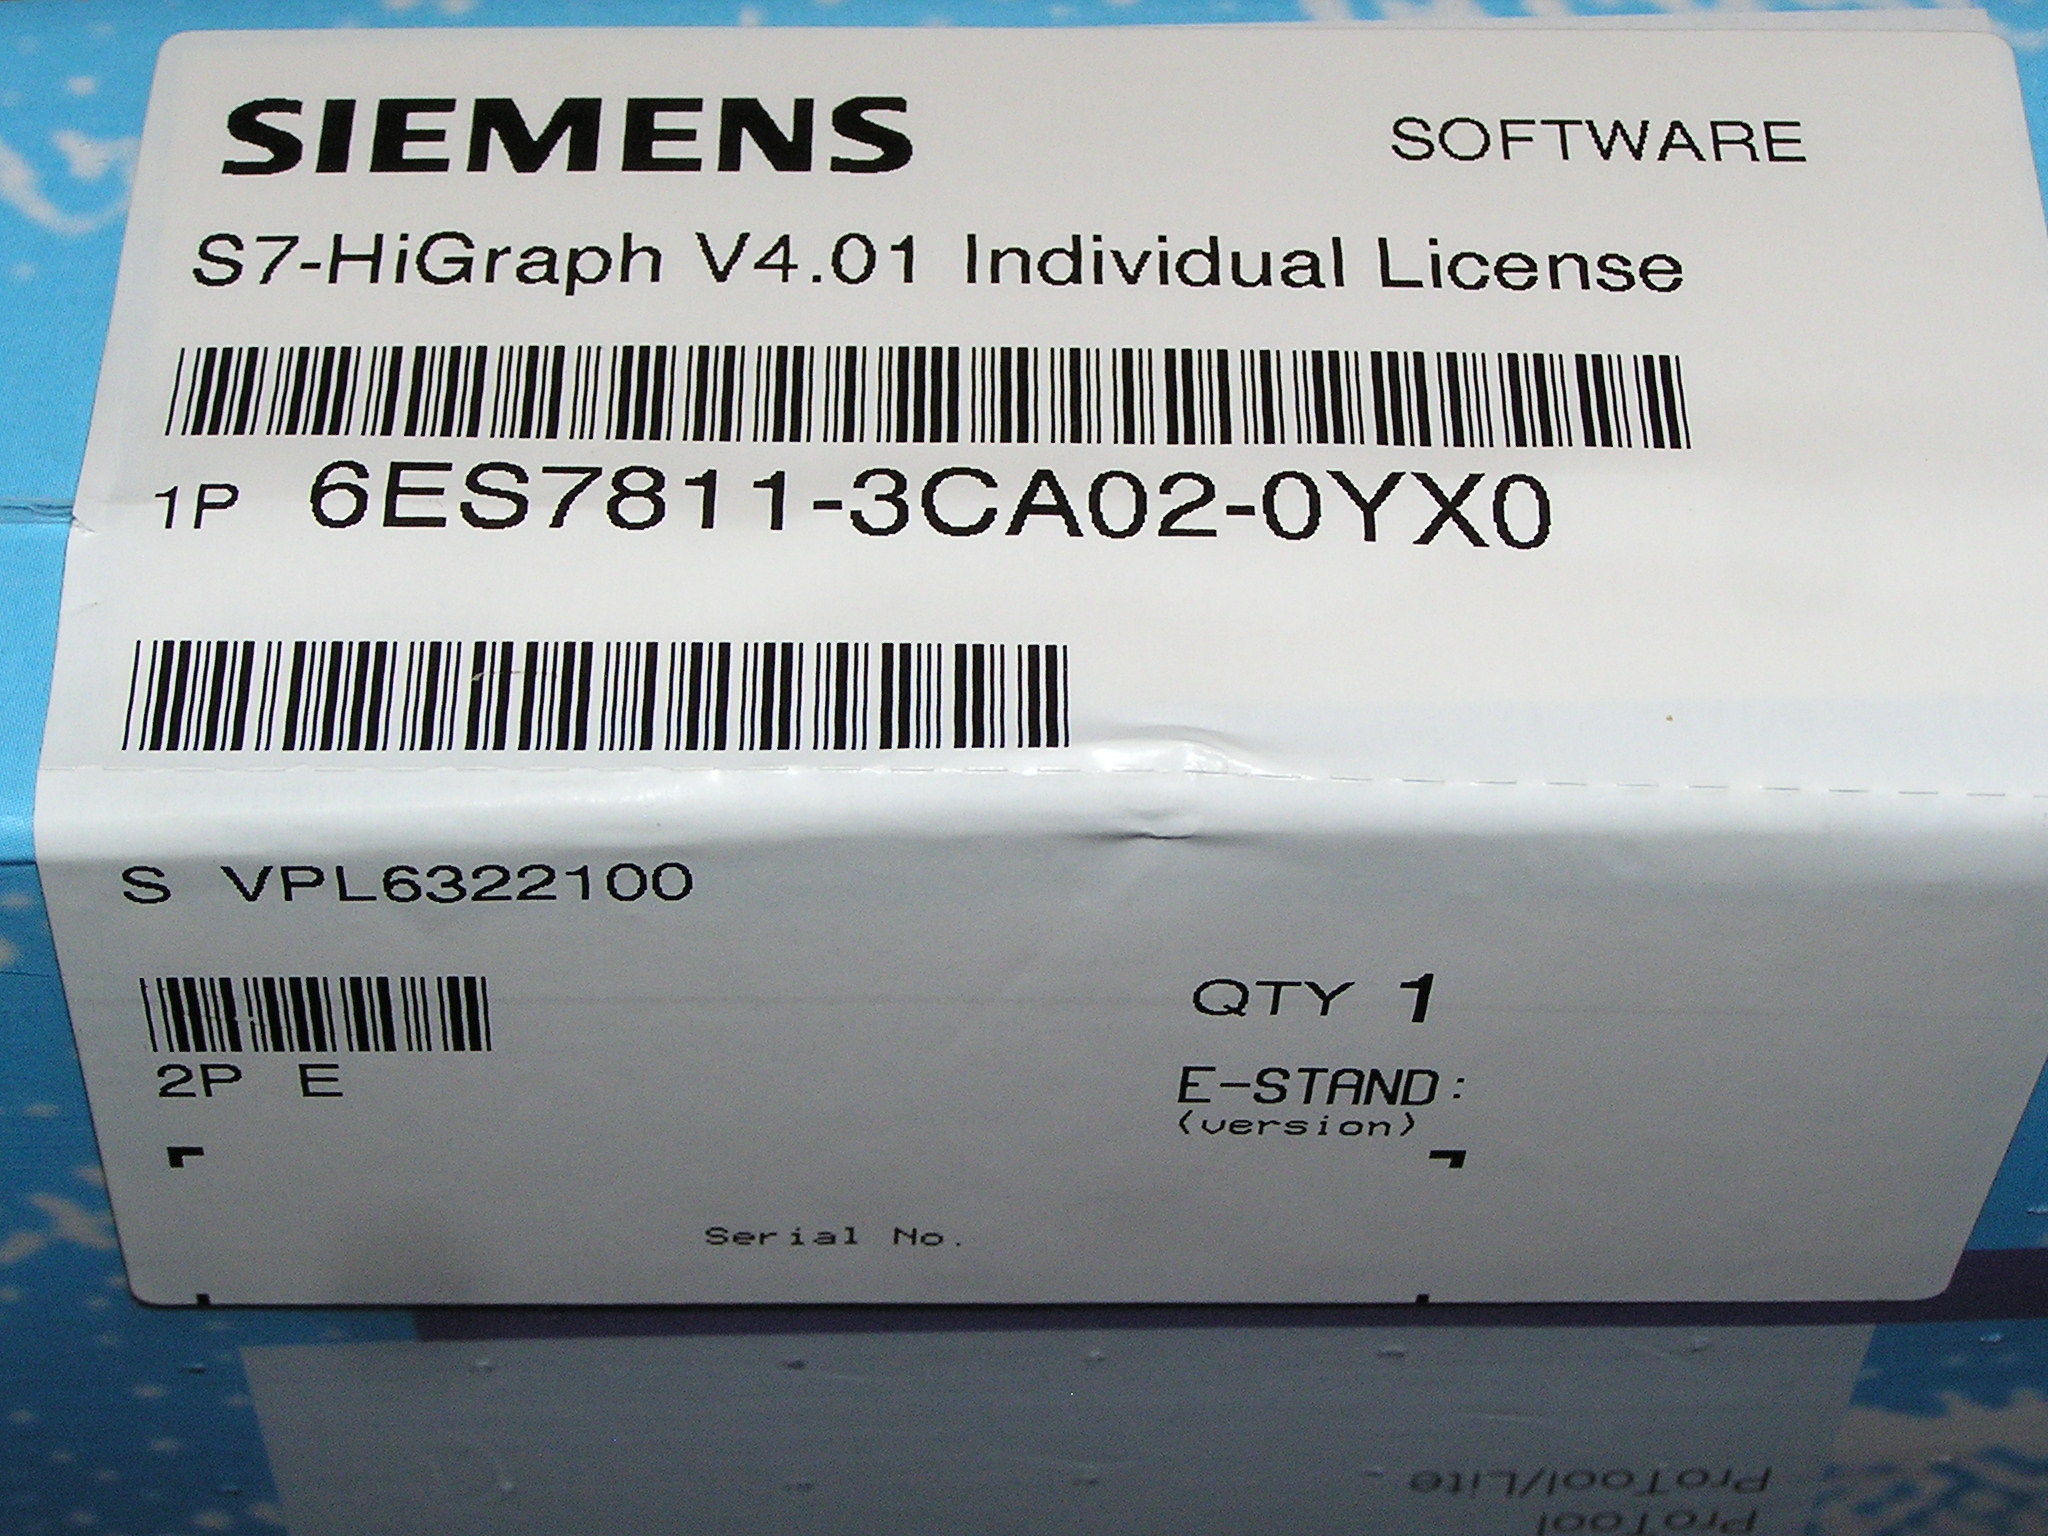 SIEMENS
SOFTWARE
S7-HiGraph V4.01 Individual License
1P 6ES7811-3CA02-0YX0
S VPL6322100
QTY 1
2P E
E-STAND:
(version)
Serial No.
ProTool/Lite
ProTool